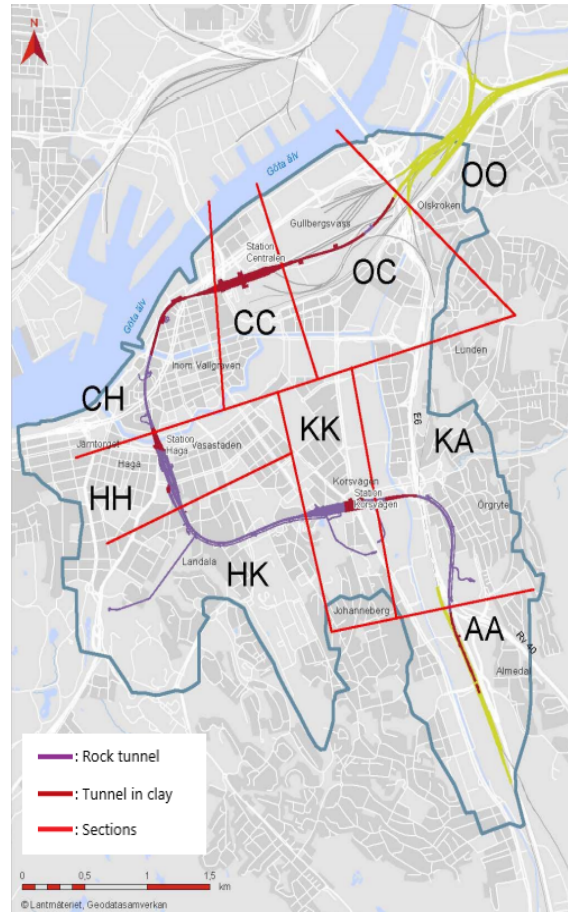 N
Göta älv
OO
Olskroken
Gullbergsvass
Station
Centralen
OC
CC
Göta älv
Inom Vallgraven
Lunden
CH
E6
KK
KA
Järntorget
Station
Haga
Vasastaden
Haga
HH
Korsvägen
Station
Korsvägen
Örgryte
Landala
HK
Johanneberg
AA
Rv 40
Almedal
: Rock tunnel
: Tunnel in clay
: Sections
0 0,5 1 1,5
km
© Lantmäteriet, Geodatasamverkan